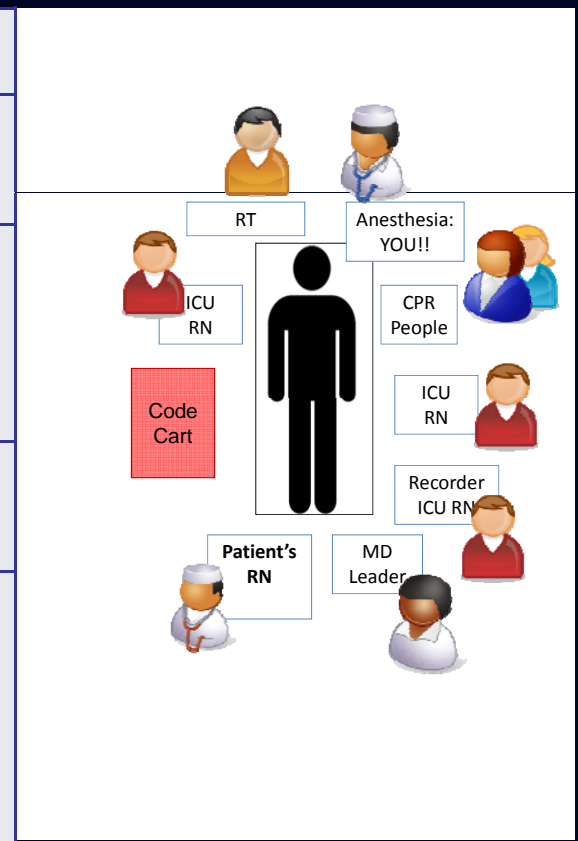 RT
Anesthesia:
YOU!!
ICU
RN
CPR
People
Code
Cart
ICU
RN
Recorder
ICU RN
Patient’s
RN
MD
Leader